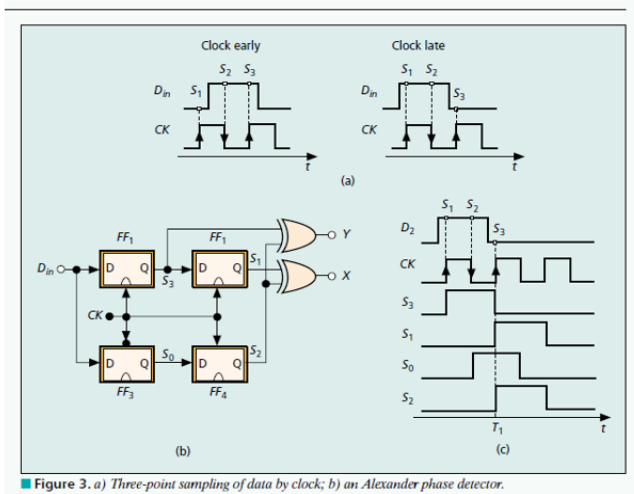 Clock early
Clock late
S2 S3
S1 S2
Din S1
Din
S3
CK
CK
t
t
(a)
S1 S2
D2
S3
FF1
FF1
Y
Din
D Q
D Q
S1
X
S3
CK
CK
S3
S1
S0
S2
D Q
D Q
S0
S2
FF3
FF4
T1
t
(b)
(c)
Figure 3. a) Three-point sampling of data by clock; b) an Alexander phase detector.